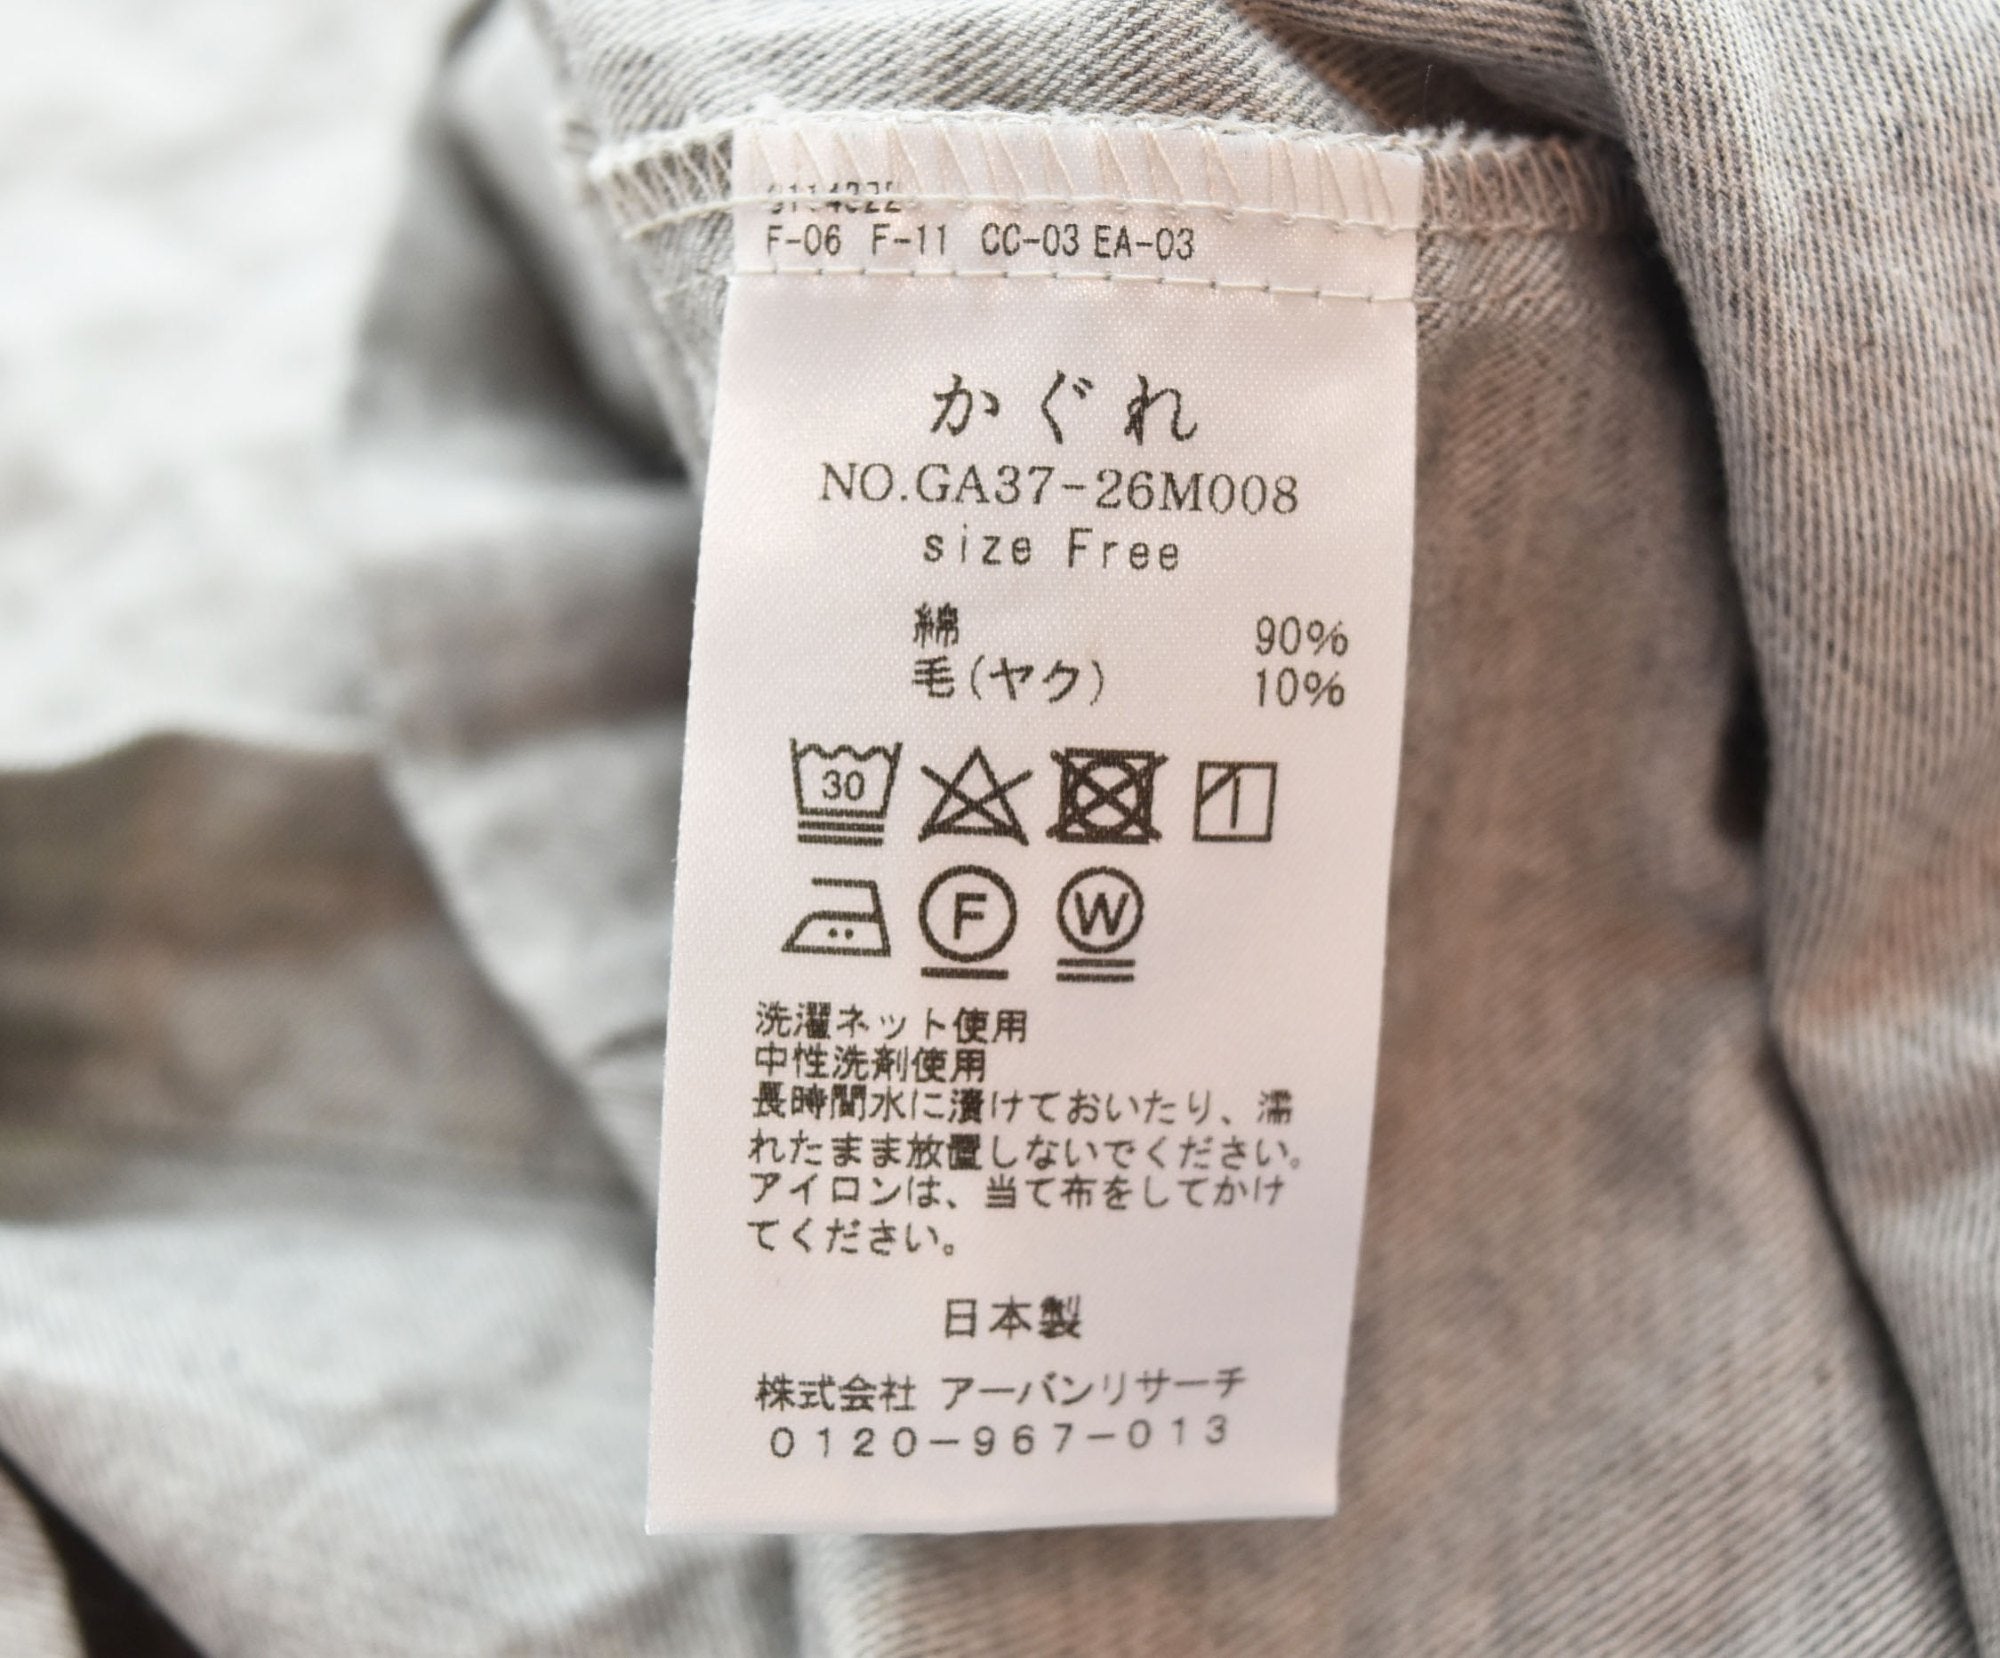 F-06 F-11 CC-03 EA-03
かぐれ
NO.GA37-26M008
size Free
綿 90%
毛(ヤク) 10%
30
F
W
洗濯ネット使用
中性洗剤使用
長時間水に漬けておいたり、濡
れたまま放置しないでください。
アイロンは、当て布をしてかけ
てください。
日本製
株式会社 アーバンリサーチ
0120-967-013